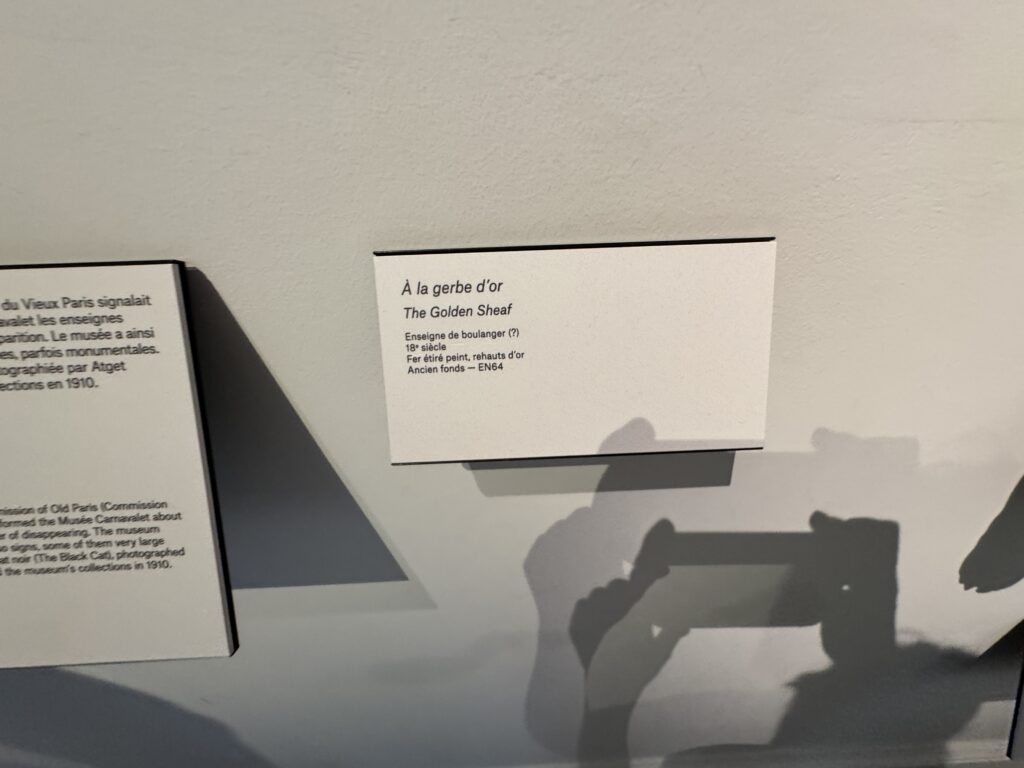 du Vieux Paris signalait
avalet les enseignes
parition. Le musée a ainsi
es, parfois monumentales.
tographiée par Atget
ections en 1910.
mission of Old Paris (Commission
formed the Musée Carnavalet about
er of disappearing. The museum
o signs, some of them very large
at noir (The Black Cat), photographed
the museum's collections in 1910.
À la gerbe d'or
The Golden Sheaf
Enseigne de boulanger (?)
18e siècle
Fer étiré peint, rehauts d'or
Ancien fonds — EN64